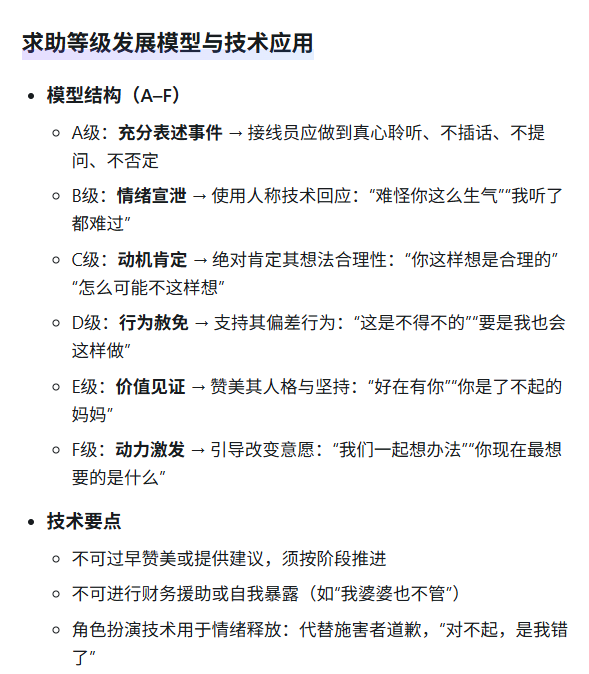 求助等级发展模型与技术应用
模型结构（A–F）
A级：充分表述事件 → 接线员应做到真心聆听、不插话、不提
问、不否定
B级：情绪宣泄 → 使用人称技术回应：“难怪你这么生气”“我听了
都难过”
C级：动机肯定 → 绝对肯定其想法合理性：“你这样想是合理的”
“怎么可能不这样想”
D级：行为赦免 → 支持其偏差行为：“这是不得不的”“要是我也会
这样做”
E级：价值见证 → 赞美其人格与坚持：“好在有你”“你是了不起的
妈妈”
F级：动力激发 → 引导改变意愿：“我们一起想办法”“你现在最想
要的是什么”
技术要点
不可过早赞美或提供建议，须按阶段推进
不可进行财务援助或自我暴露（如“我婆婆也不管”）
角色扮演技术用于情绪释放：代替施害者道歉，“对不起，是我错
了”